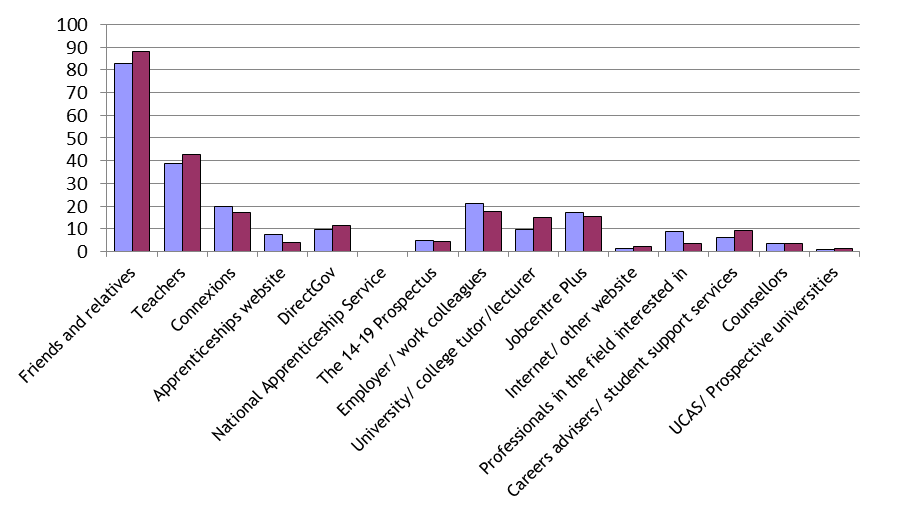 100
90
80
70
60
50
40
30
20
10
0
Friends and relatives
Teachers
Connexions
Apprenticeships website
DirectGov
National Apprenticeship Service
The 14-19 Prospectus
Employer/ work colleagues
University/ college tutor/lecturer
Jobcentre Plus
Internet/ other website
Professionals in the field interested in
Careers advisers/ student support services
Counsellors
UCAS/ Prospective universities